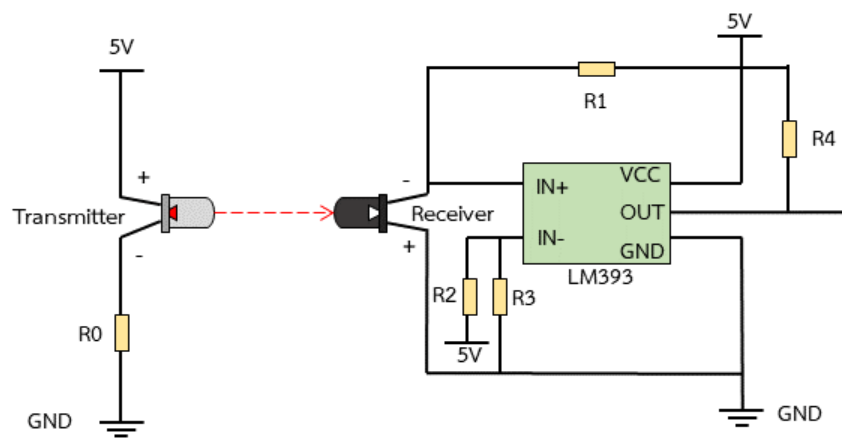 5V
5V
R1
R4
+
-
Transmitter
Receiver
-
+
IN+
VCC
OUT
IN-
GND
LM393
R2
R3
R0
5V
GND
GND